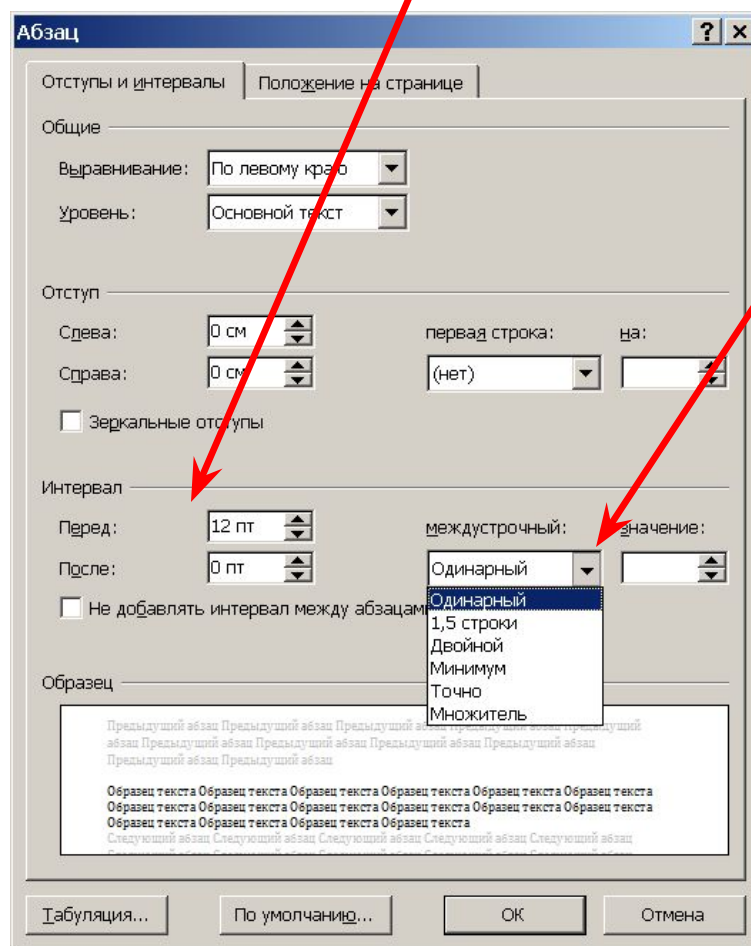 Абзац
Отступы и интервалы Положение на странице
Общие
Выравнивание: По левому краю
Уровень: Основной текст
Отступ
Слева: 0 см первая строка: на:
Справа: 0 см (нет)
Зеркальные отступы
Интервал
Перед: 12 пт междустрочный: значение:
После: 0 пт Одинарный
Не добавлять интервал между абзацами
Одинарный
1,5 строки
Двойной
Минимум
Точно
Множитель
Образец
Предыдущий абзац Предыдущий абзац Предыдущий абзац Предыдущий абзац Предыдущий
абзац Предыдущий абзац Предыдущий абзац Предыдущий абзац Предыдущий абзац
Предыдущий абзац Предыдущий абзац
Образец текста Образец текста Образец текста Образец текста Образец текста Образец текста
Образец текста Образец текста Образец текста Образец текста Образец текста Образец текста
Образец текста Образец текста Образец текста Образец текста
Следующий абзац Следующий абзац Следующий абзац Следующий абзац Следующий абзац
Табуляция... По умолчанию... ОК Отмена